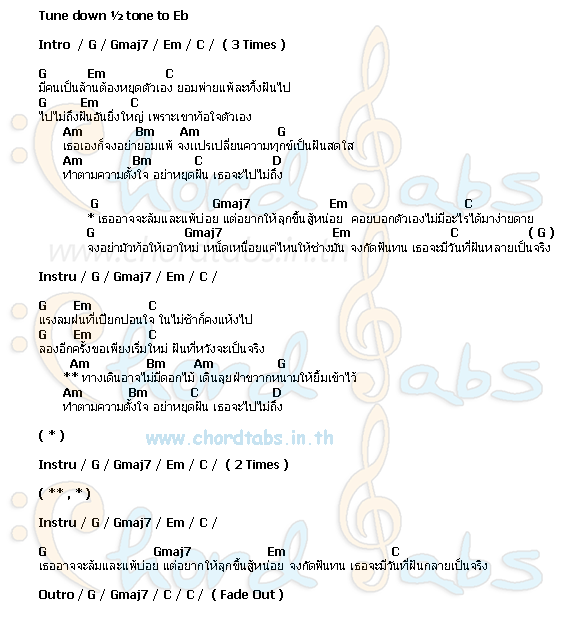 Tune down ½ tone to Eb
Intro / G / Gmaj7 / Em / C / ( 3 Times )
G Em C
มีคนเป็นล้านต้องหยุดตัวเอง ยอมพ่ายแพ้ละทิ้งฝันไป
G Em C
ไปไม่ถึงฝันอันยิ่งใหญ่ เพราะเขาท้อใจตัวเอง
Am Bm Am G
เธอเองก็จงอย่ายอมแพ้ จงแปรเปลี่ยนความทุกข์เป็นฝันสดใส
Am Bm C D
ทำตามความตั้งใจ อย่าหยุดฝัน เธอจะไปไม่ถึง
G Gmaj7 Em C
* เธออาจจะล้มและแพ้บ่อย แต่อยากให้ลุกขึ้นสู้หน่อย คอยบอกตัวเองไม่มีอะไรได้มาง่ายดาย
G Gmaj7 Em C ( G )
จงอย่ามัวท้อให้เอาใหม่ เหน็ดเหนื่อยแค่ไหนให้ช่างมัน จงกัดฟันทน เธอจะมีวันที่ฝันหลายเป็นจริง
www.chordtabs.in.th
Instru / G / Gmaj7 / Em / C /
G Em C
แรงลมฝนที่เปียกปอนใจ ในไม่ช้าก็คงแห้งไป
G Em C
ลองอีกครั้งขอเพียงเริ่มใหม่ ฝันที่หวังจะเป็นจริง
Am Bm Am G
** ทางเดินอาจไม่มีดอกไม้ เดินลุยฝ่าขวากหนามให้ยิ้มเข้าไว้
Am Bm C D
ทำตามความตั้งใจ อย่าหยุดฝัน เธอจะไปไม่ถึง
( * ) www.chordtabs.in.th
Instru / G / Gmaj7 / Em / C / ( 2 Times )
( ** , * )
Instru / G / Gmaj7 / Em / C /
G Gmaj7 Em C
เธออาจจะล้มและแพ้บ่อย แต่อยากให้ลุกขึ้นสู้หน่อย จงกัดฟันทน เธอจะมีวันที่ฝันกลายเป็นจริง
Outro / G / Gmaj7 / C / C / ( Fade Out )